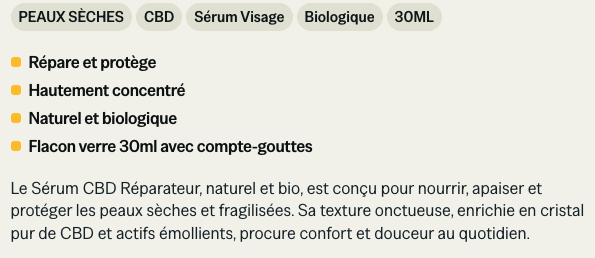 PEAUX SÈCHES CBD Sérum Visage Biologique 30ML
Répare et protège
Hautement concentré
Naturel et biologique
Flacon verre 30ml avec compte-gouttes
Le Sérum CBD Réparateur, naturel et bio, est conçu pour nourrir, apaiser et
protéger les peaux sèches et fragilisées. Sa texture onctueuse, enrichie en cristal
pur de CBD et actifs émollients, procure confort et douceur au quotidien.